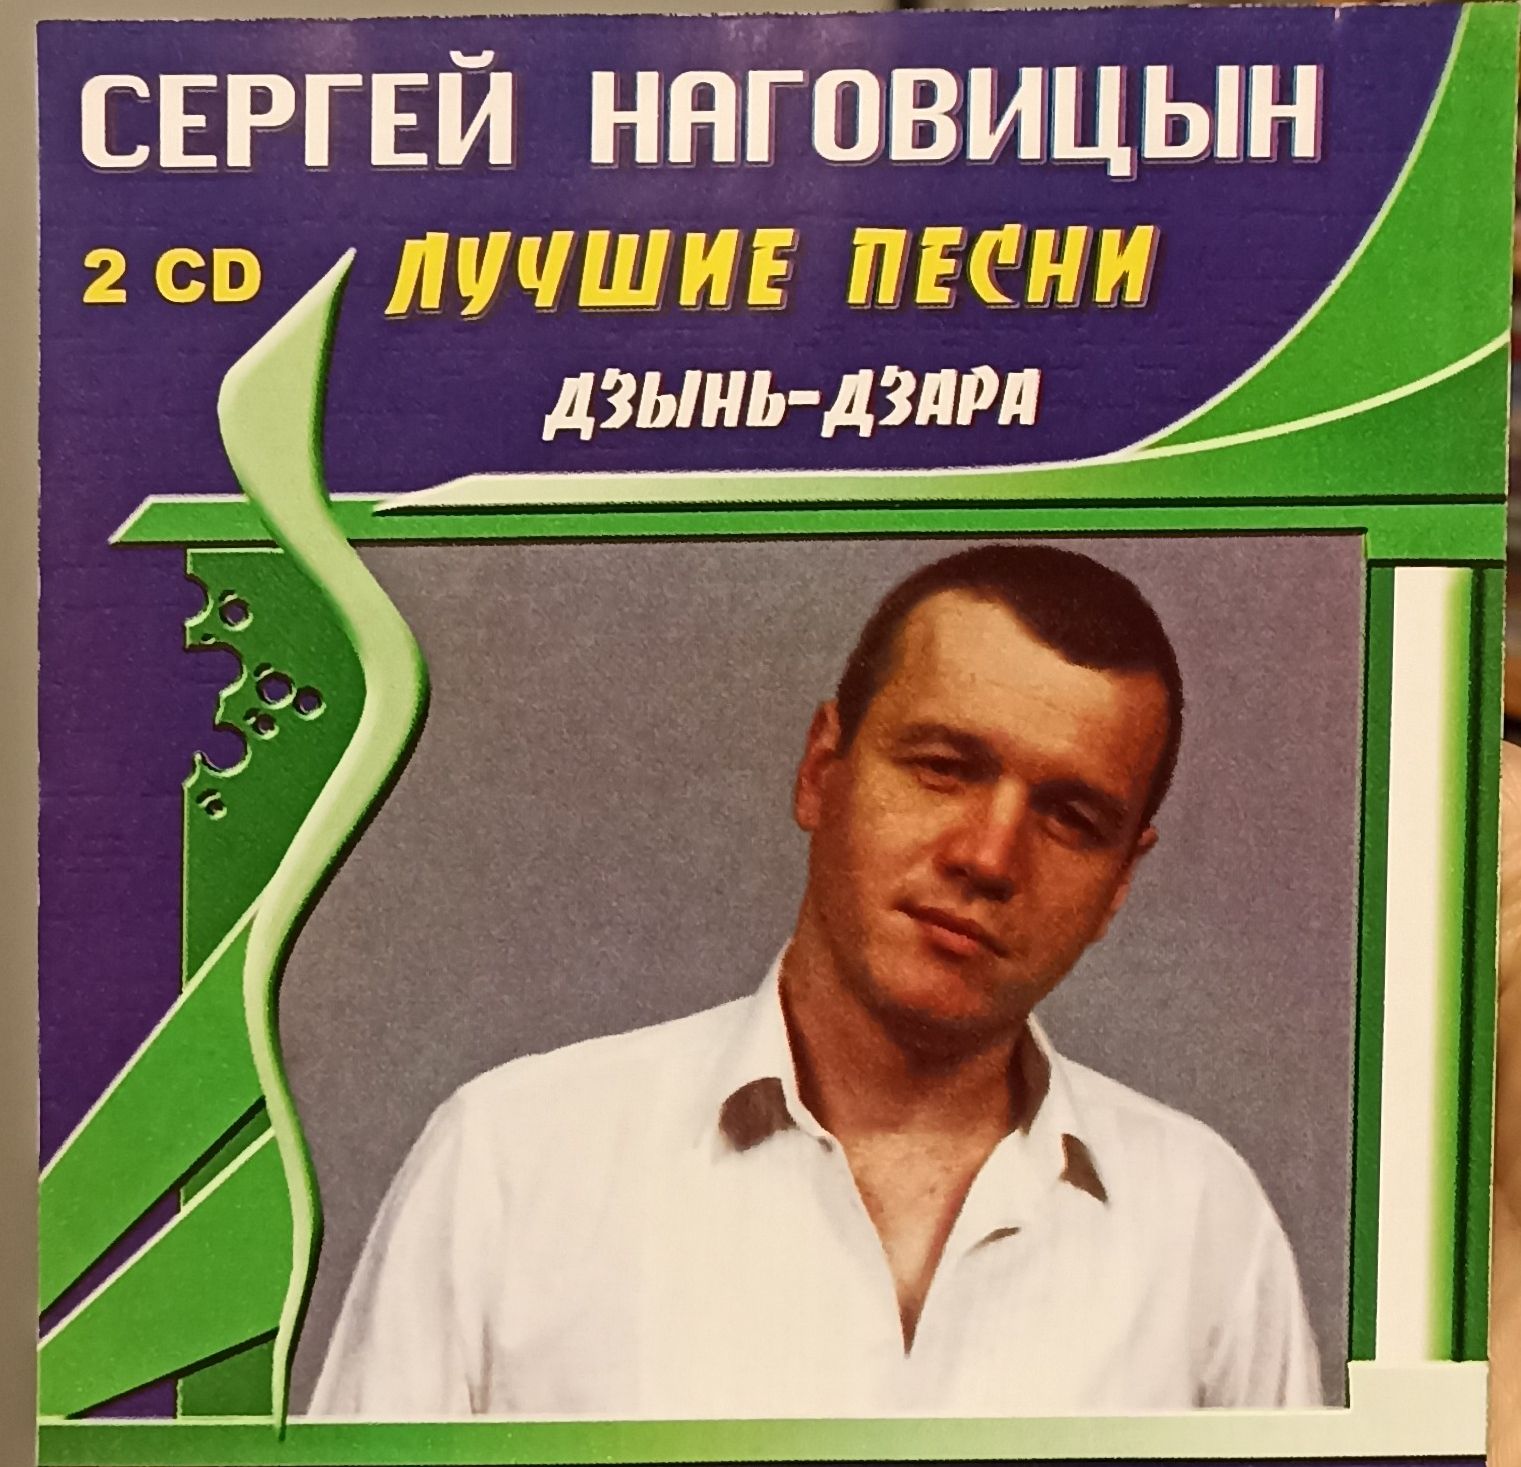 СЕРГЕЙ НАГОВИЦЫН
2 CD ЛУЧШИЕ ПЕСНИ
ДЗЫНЬ-ДЗАРА